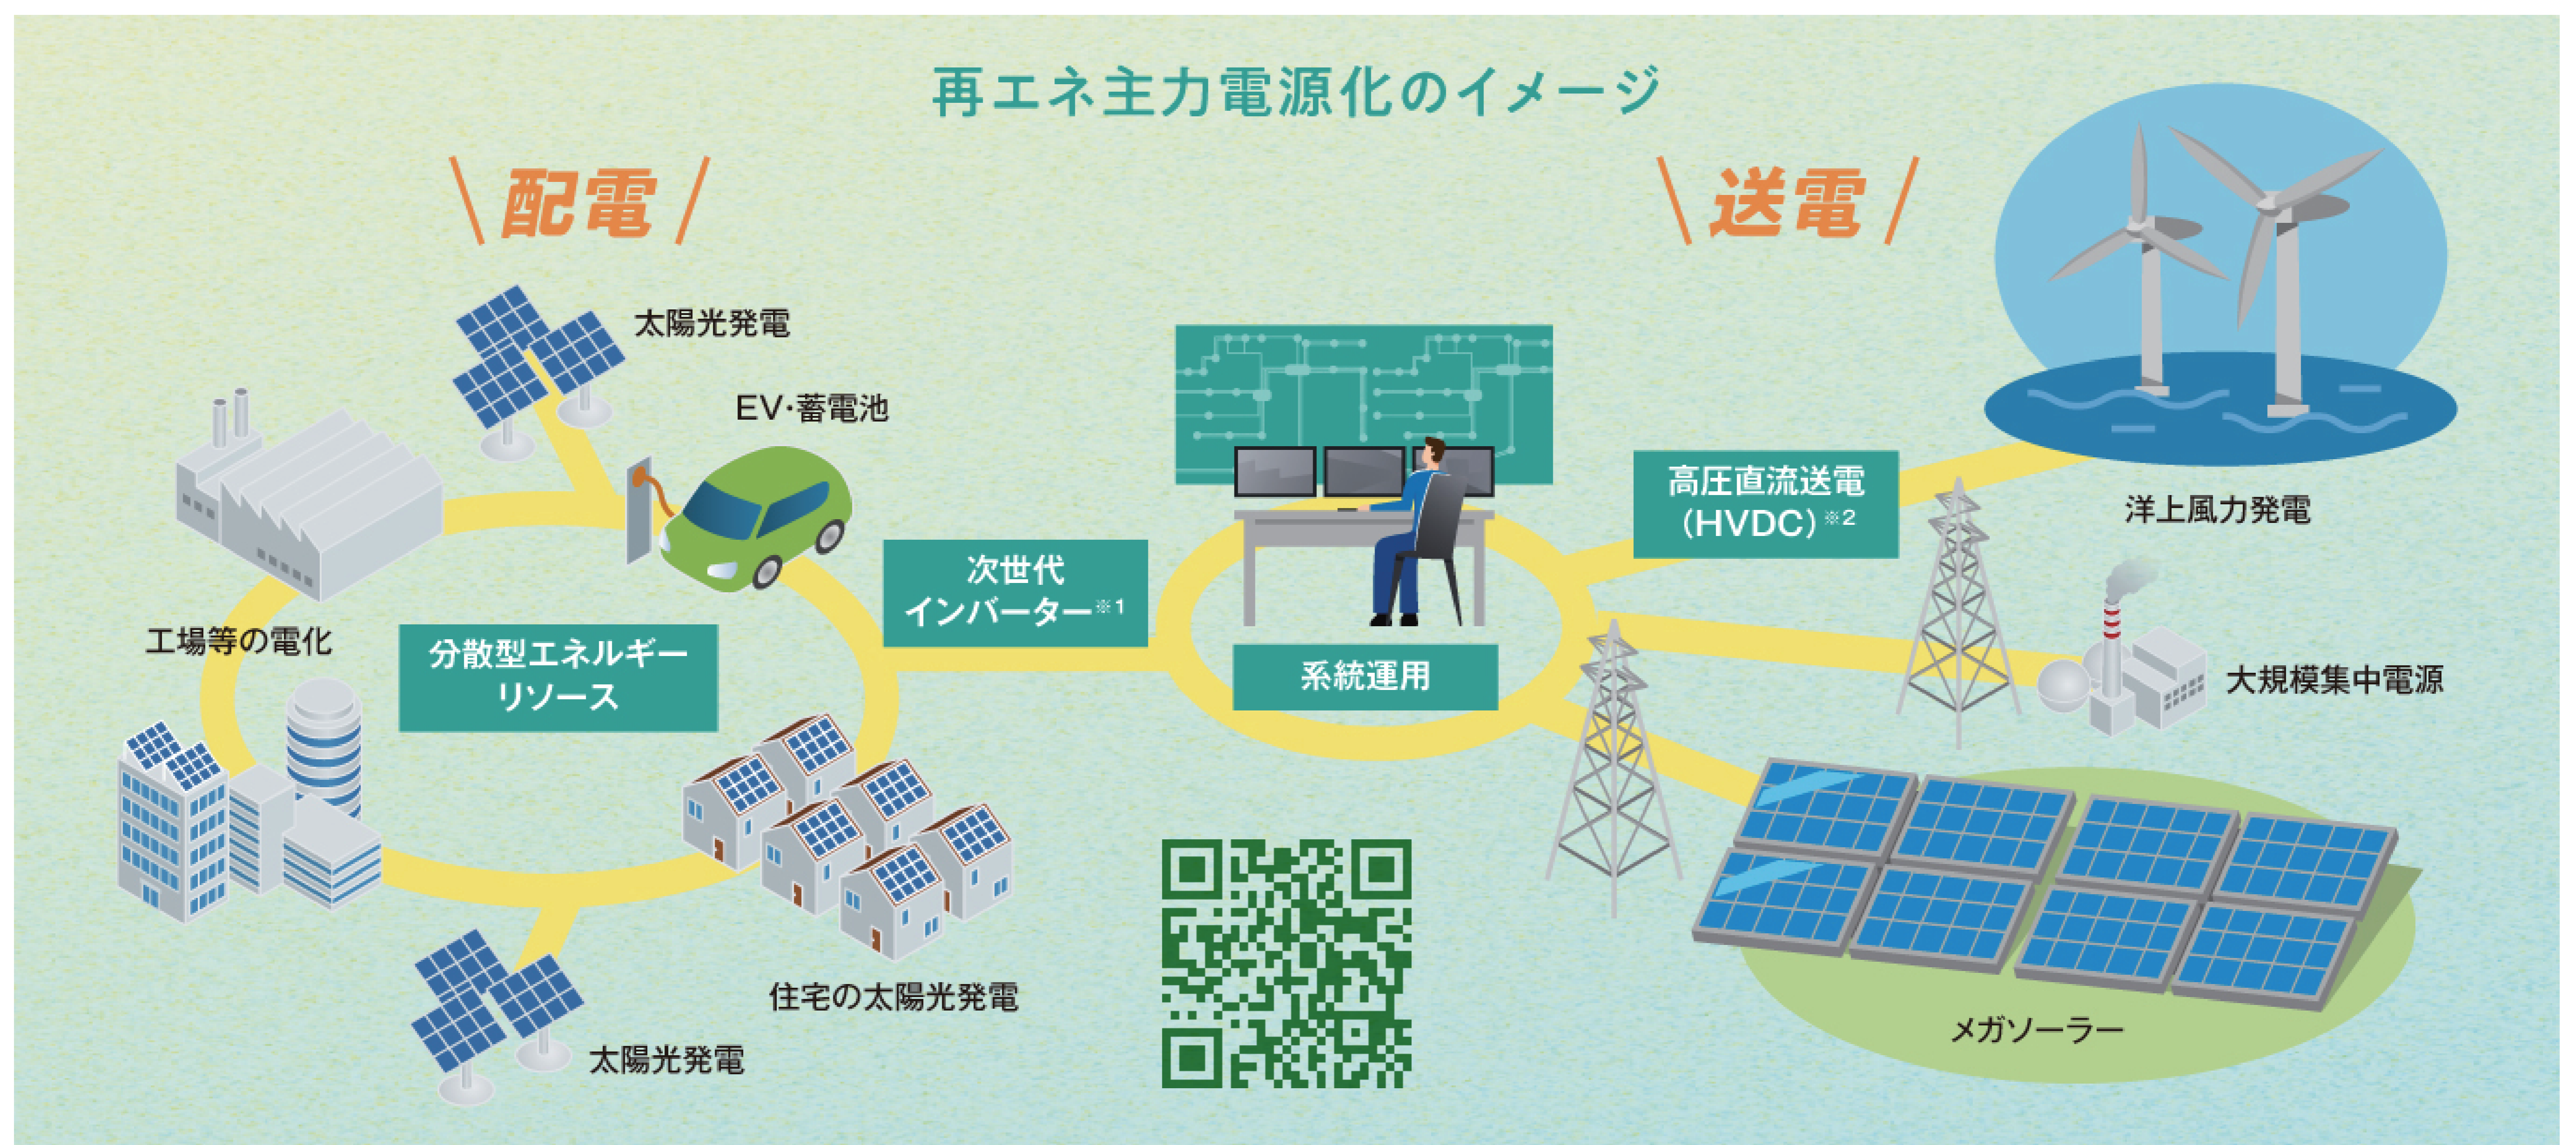 再エネ主力電源化のイメージ
配電
送電
太陽光発電
EV・蓄電池
工場等の電化
分散型エネルギー
リソース
次世代
インバーター※1
系統運用
高圧直流送電
(HVDC)※2
洋上風力発電
大規模集中電源
住宅の太陽光発電
太陽光発電
メガソーラー